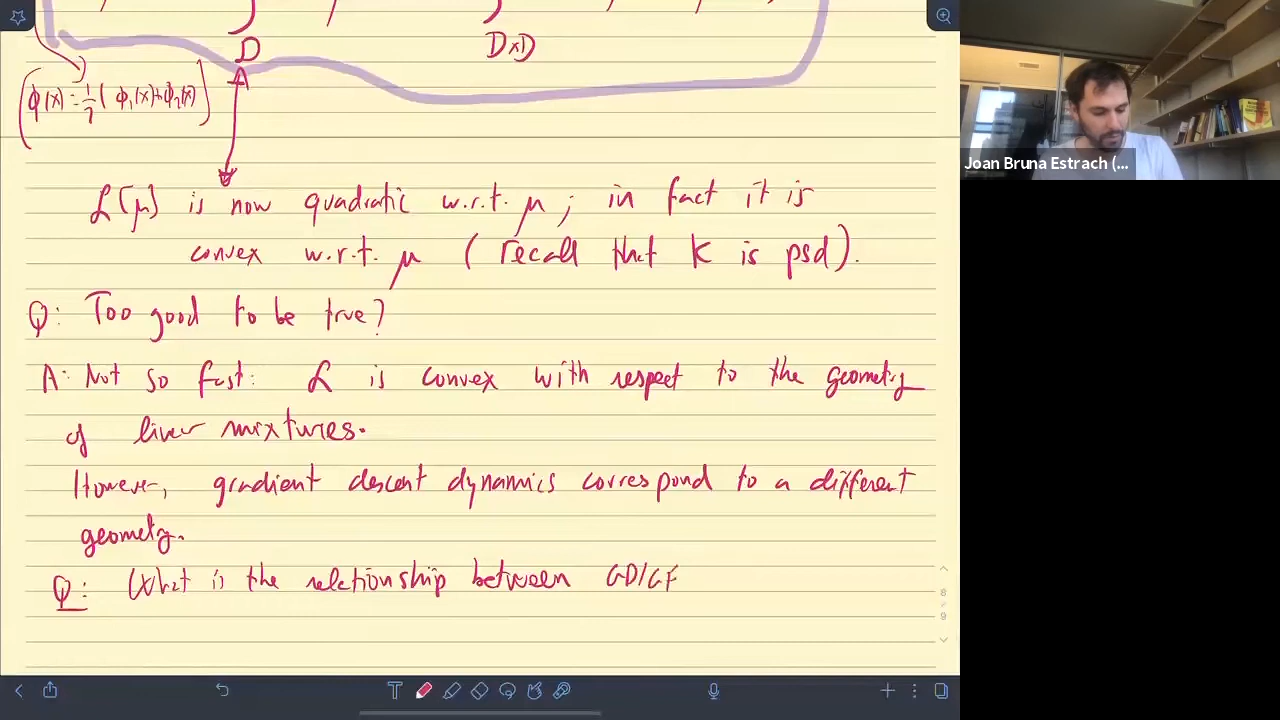 D
A
D×D
ϕ(x) = ½ ( ϕ₁(x)+ϕ₂(x)
Joan Bruna Estrach (...
ℒ[μ] is now quadratic w.r.t. μ ; in fact it is
convex w.r.t. μ ( recall that K is psd).
Q: Too good to be true?
A: Not so fast: ℒ is convex with respect to the geometry
of linear mixtures.
However, gradient descent dynamics correspond to a different
geometry.
Q: What is the relationship between GD/GF
8
9
T